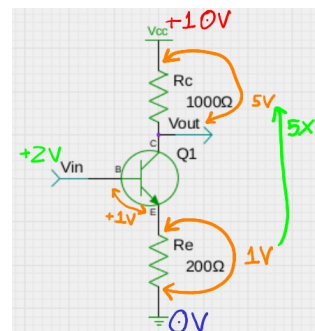 +10V
Vcc
Rc
1000Ω
5V
Vout
5X
C
+2V
Vin
B
Q1
+1V
E
Re
200Ω
1V
0V